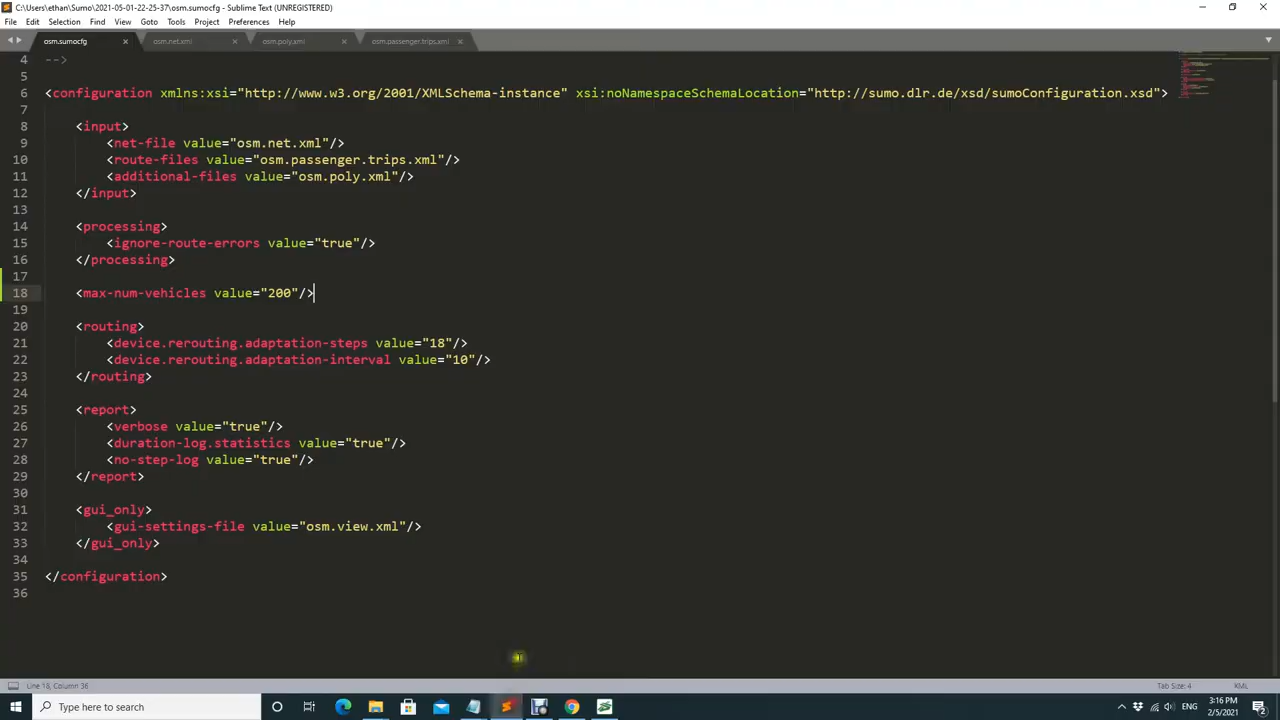 C:\Users\ethan\Sumo\2021-05-01-22-25-37\osm.sumocfg - Sublime Text (UNREGISTERED)
File Edit Selection Find View Goto Tools Project Preferences Help
osm.sumocfg osm.net.xml osm.poly.xml osm.passenger.trips.xml
4 -->
5
6 <configuration xmlns:xsi="http://www.w3.org/2001/XMLSchema-instance" xsi:noNamespaceSchemaLocation="http://sumo.dlr.de/xsd/sumoConfiguration.xsd">
7
8 <input>
9 <net-file value="osm.net.xml"/>
10 <route-files value="osm.passenger.trips.xml"/>
11 <additional-files value="osm.poly.xml"/>
12 </input>
13
14 <processing>
15 <ignore-route-errors value="true"/>
16 </processing>
17
18 <max-num-vehicles value="200"/>
19
20 <routing>
21 <device.rerouting.adaptation-steps value="18"/>
22 <device.rerouting.adaptation-interval value="10"/>
23 </routing>
24
25 <report>
26 <verbose value="true"/>
27 <duration-log.statistics value="true"/>
28 <no-step-log value="true"/>
29 </report>
30
31 <gui_only>
32 <gui-settings-file value="osm.view.xml"/>
33 </gui_only>
34
35 </configuration>
36
Line 18, Column 36 Tab Size: 4 XML
Type here to search ENG 3:16 PM
2/5/2021